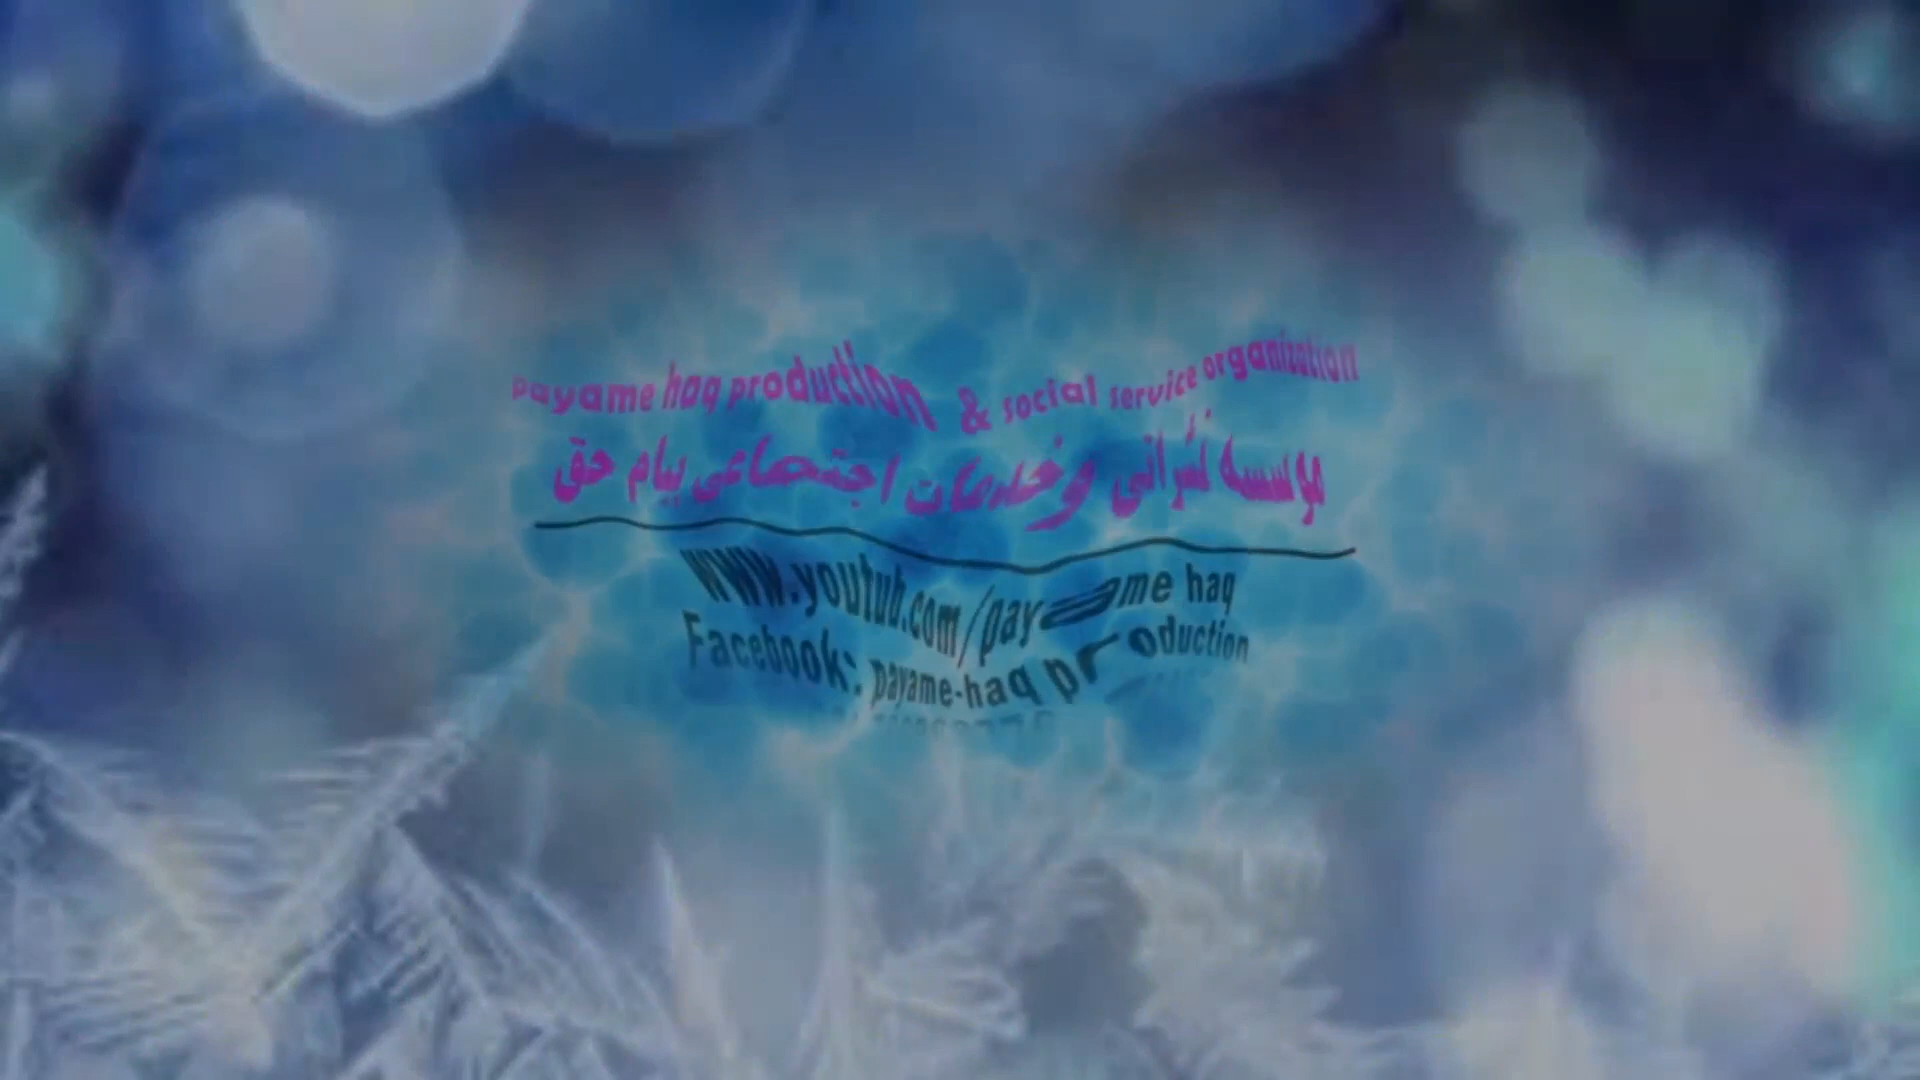 payame haq production & social service organization
موسسه نشراتی وخدمات اجتماعی پیام حق
www.youtub.com/payame haq
Facebook: payame-haq production